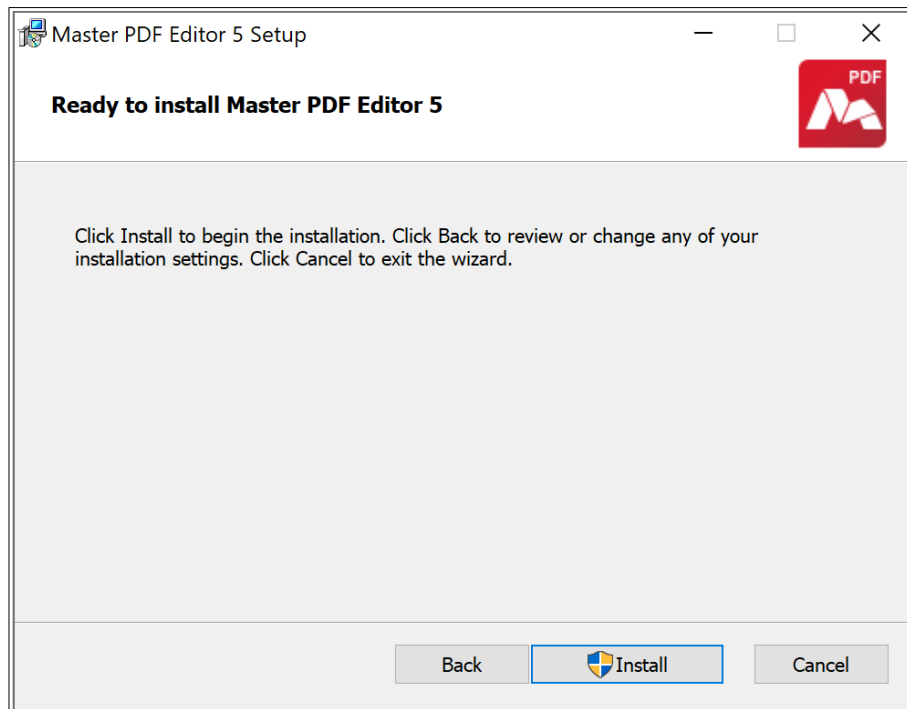 Master PDF Editor 5 Setup
Ready to install Master PDF Editor 5
PDF
Click Install to begin the installation. Click Back to review or change any of your
installation settings. Click Cancel to exit the wizard.
Back
Install
Cancel